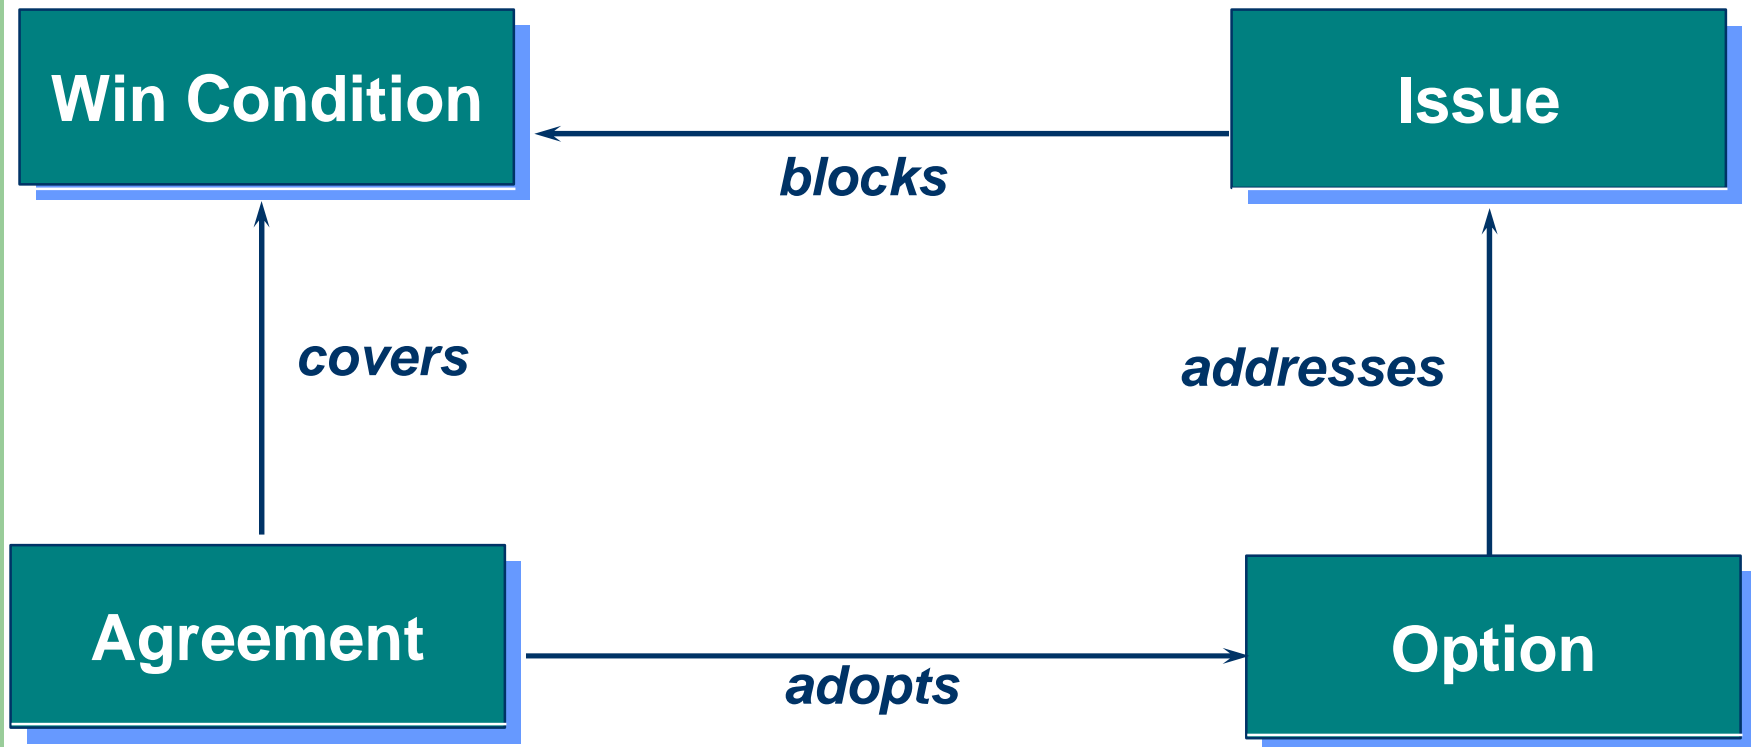 Win Condition
Issue
blocks
covers
addresses
Agreement
Option
adopts